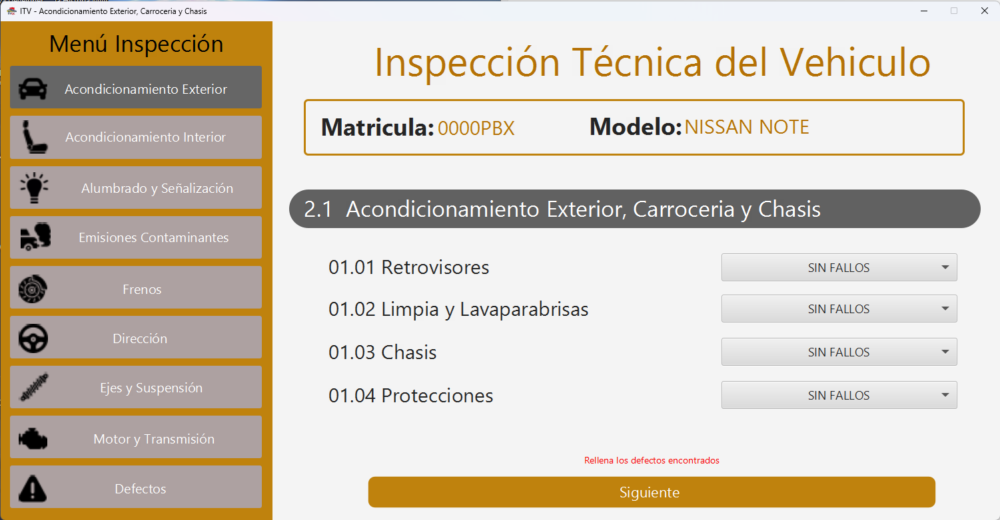 ITV - Acondicionamiento Exterior, Carroceria y Chasis
Menú Inspección
Acondicionamiento Exterior
Acondicionamiento Interior
Alumbrado y Señalización
Emisiones Contaminantes
Frenos
Dirección
Ejes y Suspensión
Motor y Transmisión
Defectos
Inspección Técnica del Vehiculo
Matricula: 0000PBX Modelo: NISSAN NOTE
2.1 Acondicionamiento Exterior, Carroceria y Chasis
01.01 Retrovisores SIN FALLOS
01.02 Limpia y Lavaparabrisas SIN FALLOS
01.03 Chasis SIN FALLOS
01.04 Protecciones SIN FALLOS
Rellena los defectos encontrados
Siguiente